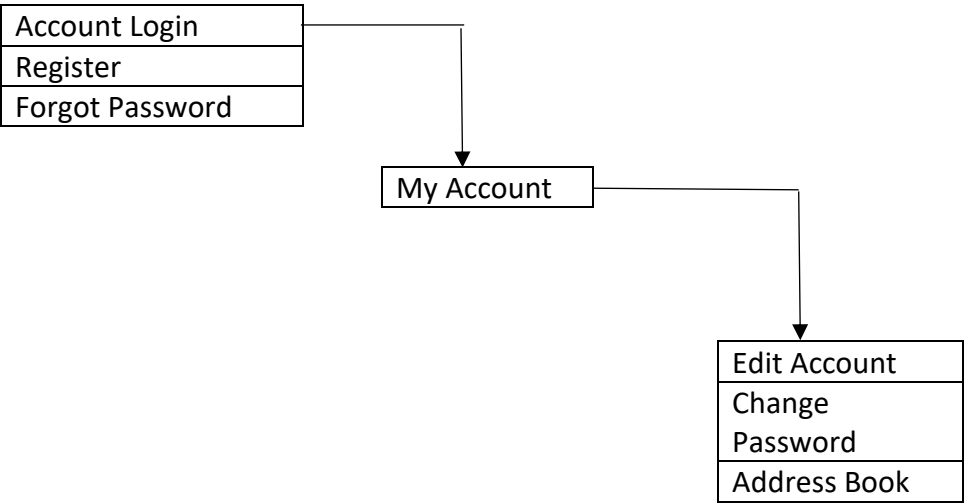 Account Login
Register
Forgot Password
My Account
Edit Account
Change
Password
Address Book